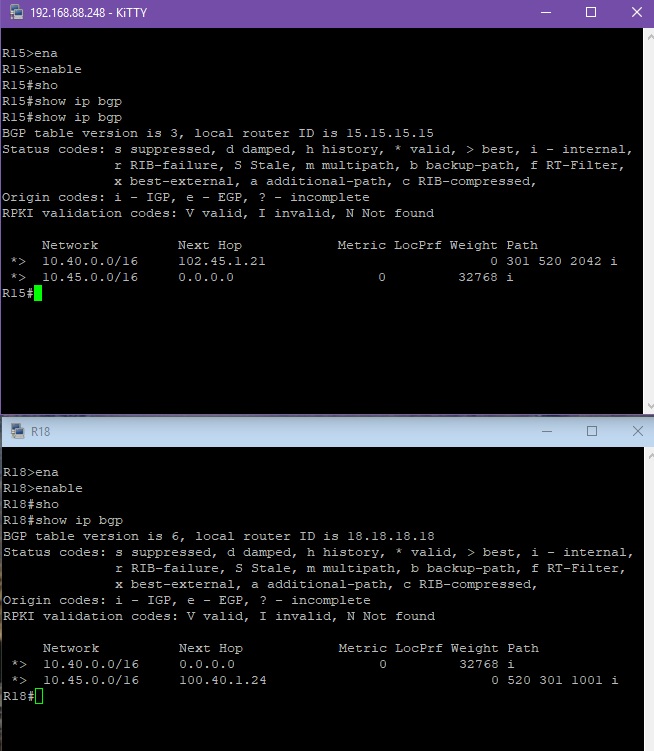 192.168.88.248 - KiTTY
R15>ena
R15>enable
R15#sho
R15#show ip bgp
R15#show ip bgp
BGP table version is 3, local router ID is 15.15.15.15
Status codes: s suppressed, d damped, h history, * valid, > best, i - internal,
              r RIB-failure, S Stale, m multipath, b backup-path, f RT-Filter,
              x best-external, a additional-path, c RIB-compressed,
Origin codes: i - IGP, e - EGP, ? - incomplete
RPKI validation codes: V valid, I invalid, N Not found
     Network          Next Hop            Metric LocPrf Weight Path
 *>  10.40.0.0/16     102.45.1.21                            0 301 520 2042 i
 *>  10.45.0.0/16     0.0.0.0                  0         32768 i
R15#
R18
R18>ena
R18>enable
R18#sho
R18#show ip bgp
BGP table version is 6, local router ID is 18.18.18.18
Status codes: s suppressed, d damped, h history, * valid, > best, i - internal,
              r RIB-failure, S Stale, m multipath, b backup-path, f RT-Filter,
              x best-external, a additional-path, c RIB-compressed,
Origin codes: i - IGP, e - EGP, ? - incomplete
RPKI validation codes: V valid, I invalid, N Not found
     Network          Next Hop            Metric LocPrf Weight Path
 *>  10.40.0.0/16     0.0.0.0                  0         32768 i
 *>  10.45.0.0/16     100.40.1.24                            0 520 301 1001 i
R18#